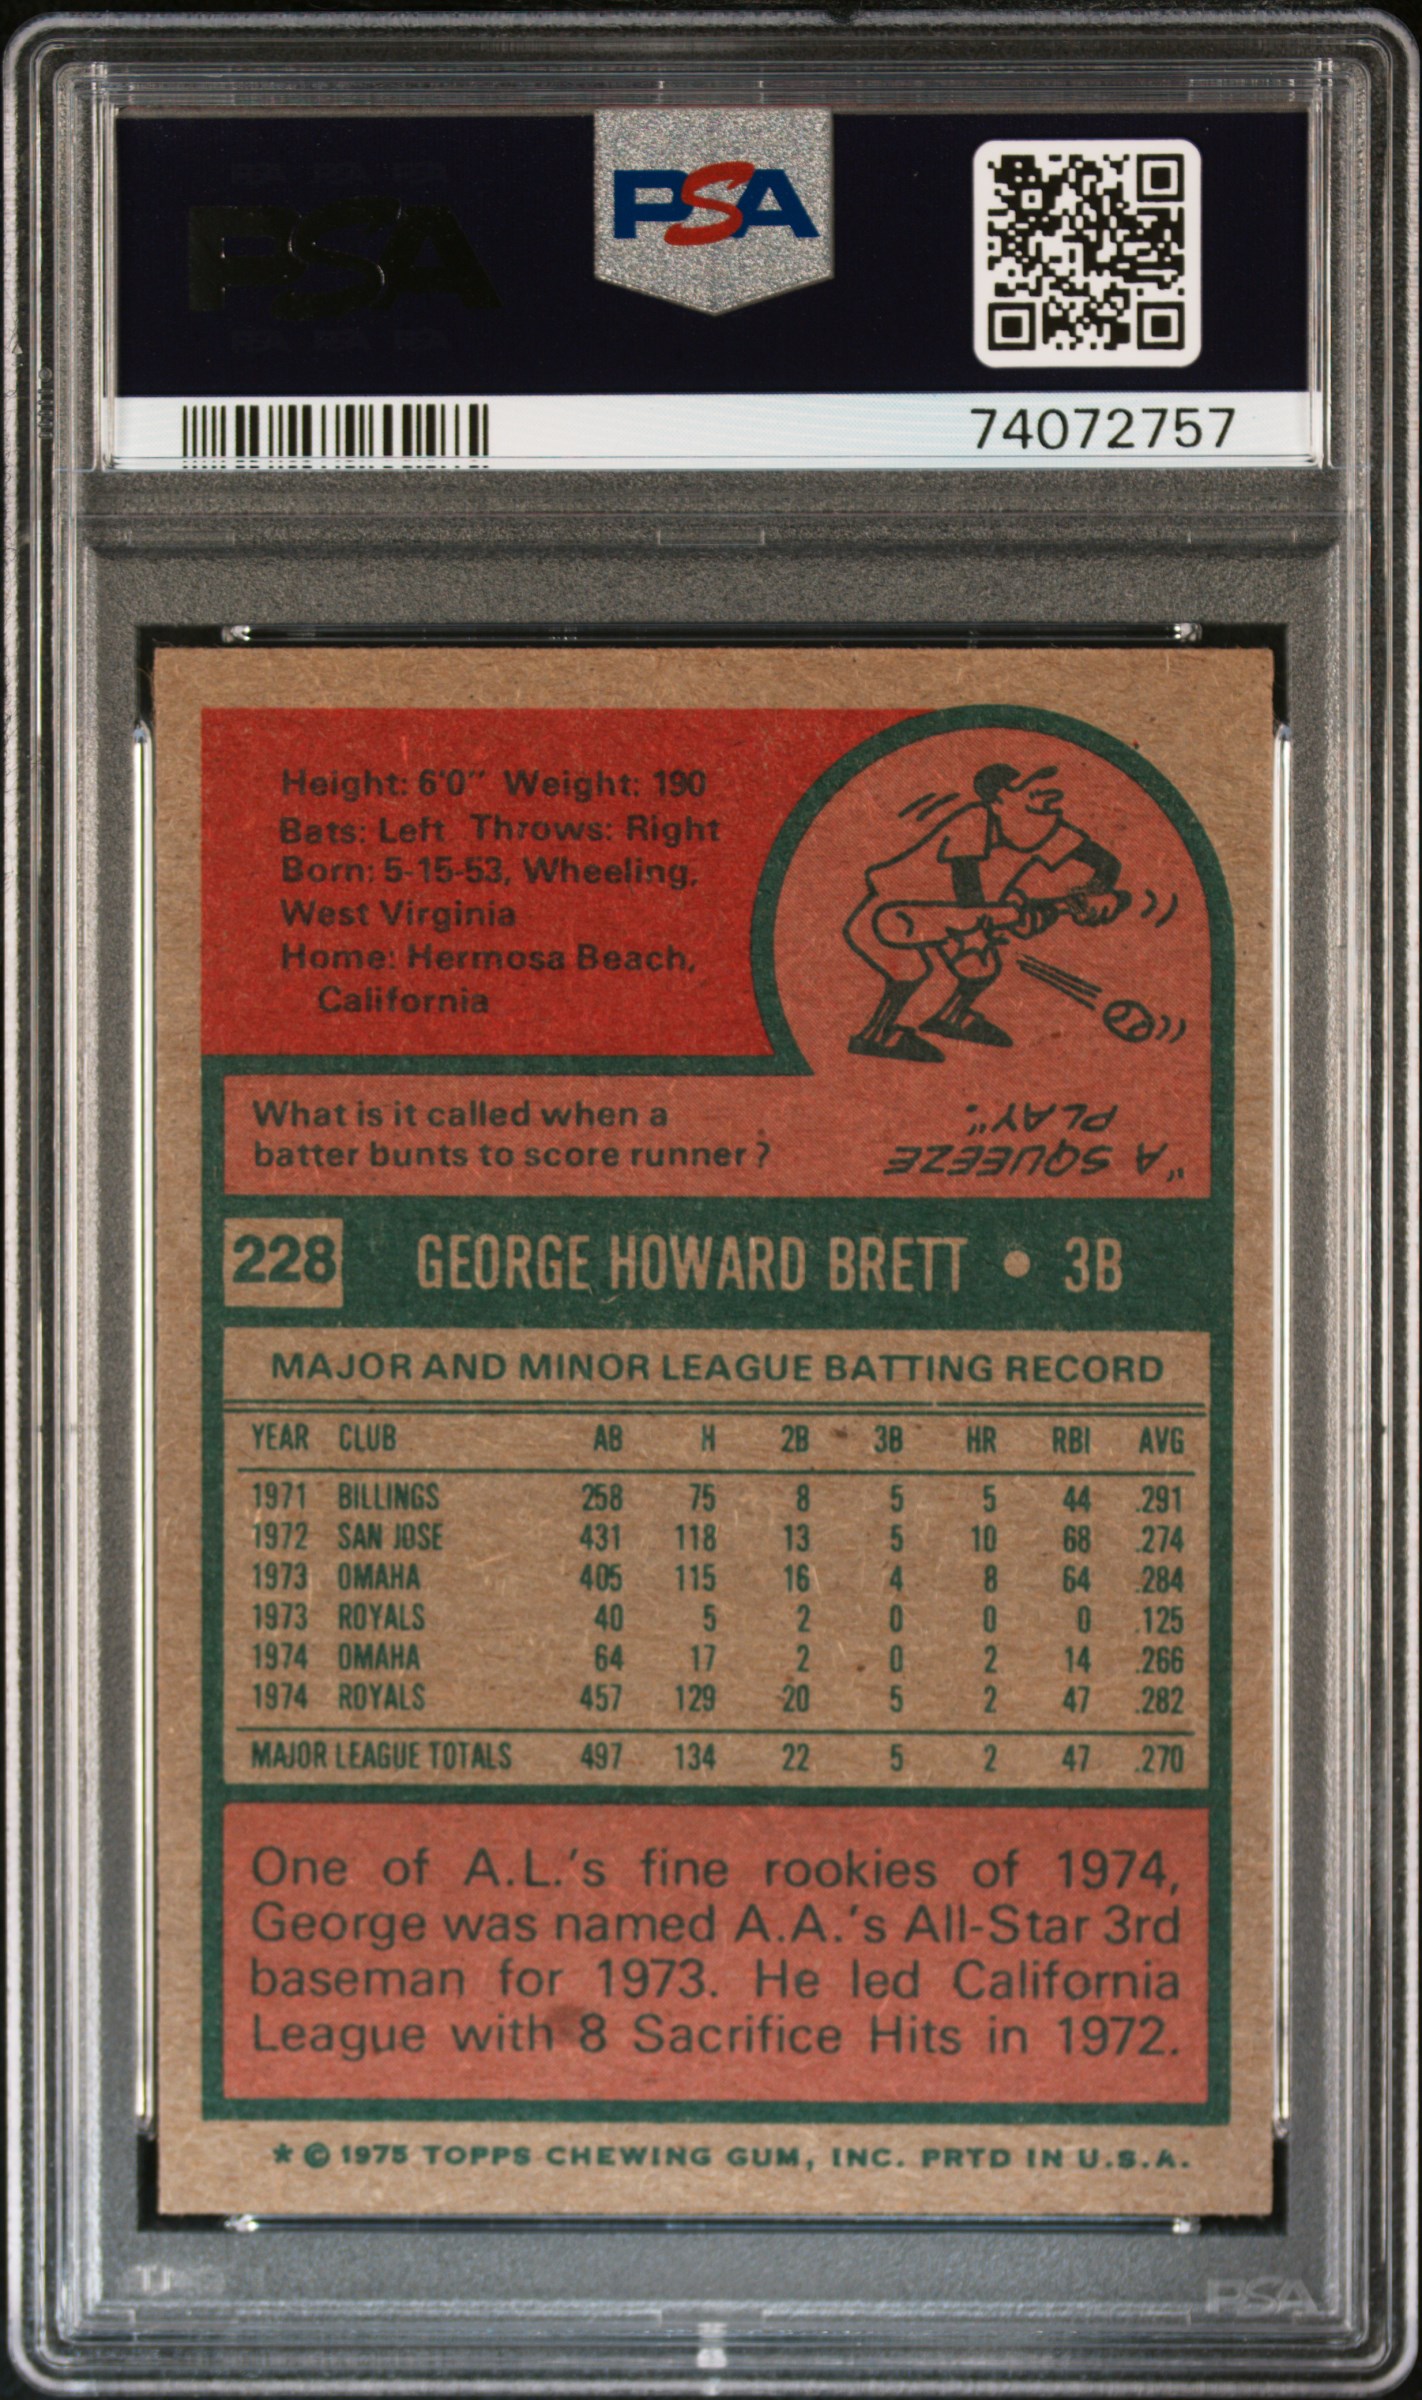 PSA
PSA
74072757
Height: 6'0" Weight: 190
Bats: Left Throws: Right
Born: 5-15-53, Wheeling,
West Virginia
Home: Hermosa Beach,
California
What is it called when a
batter bunts to score runner?
"A SQUEEZE
PLAY".
228 GEORGE HOWARD BRETT • 3B
MAJOR AND MINOR LEAGUE BATTING RECORD
YEAR CLUB AB H 2B 3B HR RBI AVG
1971 BILLINGS 258 75 8 5 5 44 .291
1972 SAN JOSE 431 118 13 5 10 68 .274
1973 OMAHA 405 115 16 4 8 64 .284
1973 ROYALS 40 5 2 0 0 0 .125
1974 OMAHA 64 17 2 0 2 14 .266
1974 ROYALS 457 129 20 5 2 47 .282
MAJOR LEAGUE TOTALS 497 134 22 5 2 47 .270
One of A.L.'s fine rookies of 1974,
George was named A.A.'s All-Star 3rd
baseman for 1973. He led California
League with 8 Sacrifice Hits in 1972.
* © 1975 TOPPS CHEWING GUM, INC. PRTD IN U.S.A.
PSA